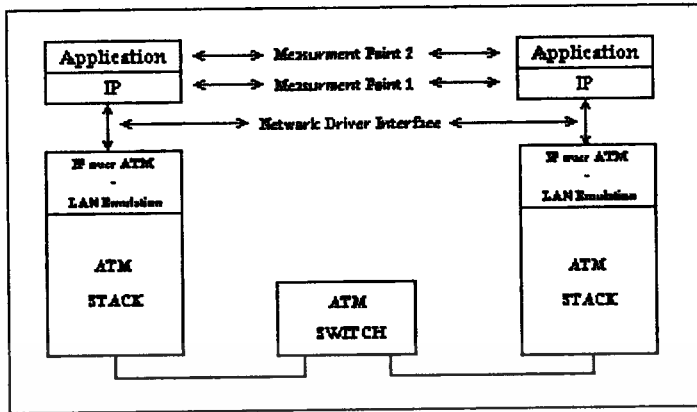 Application Measurment Point 2 Application
IP Measurment Point 1 IP
Network Driver Interface
IP over ATM
-
LAN Emulation
IP over ATM
-
LAN Emulation
ATM
STACK
ATM
SWITCH
ATM
STACK